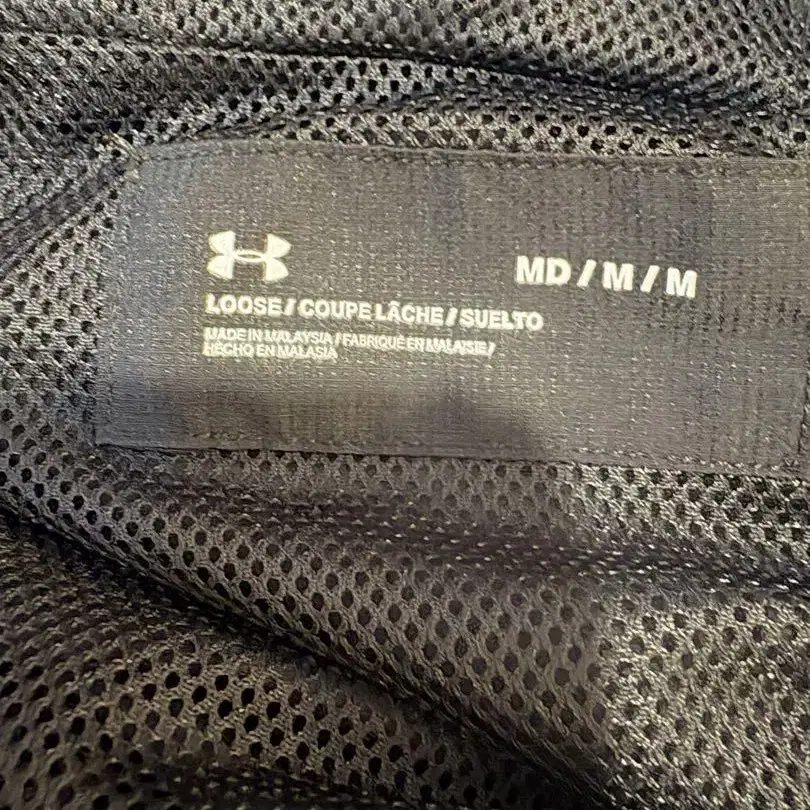 MD / M / M
LOOSE / COUPE LÂCHE / SUELTO
MADE IN MALAYSIA / FABRIQUÉ EN MALAISIE /
HECHO EN MALASIA